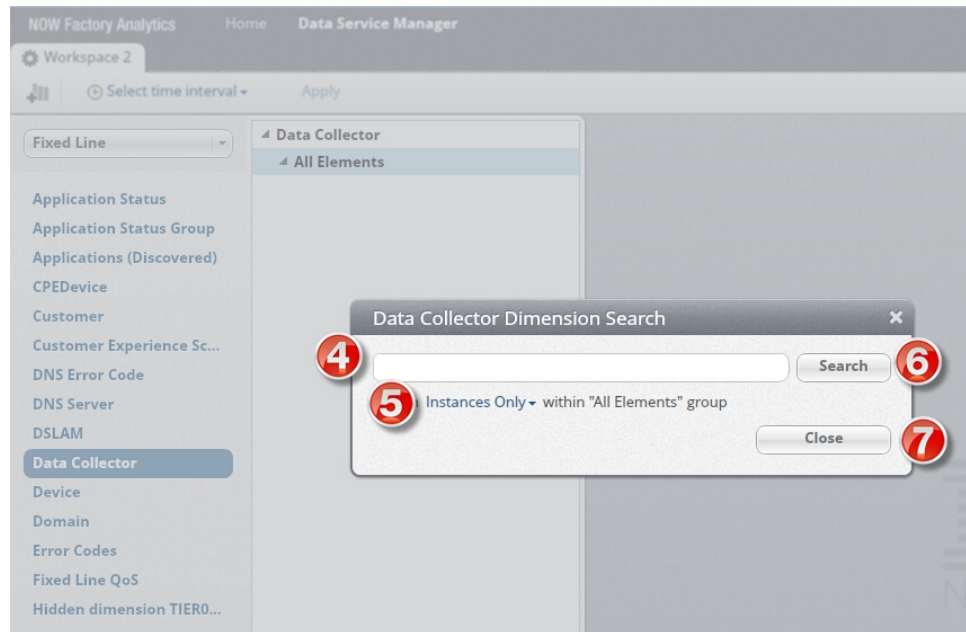 NOW Factory Analytics Home Data Service Manager
Workspace 2
Select time interval Apply
Fixed Line
Data Collector
All Elements
Application Status
Application Status Group
Applications (Discovered)
CPEDevice
Customer
Customer Experience Sc...
DNS Error Code
DNS Server
DSLAM
Data Collector
Device
Domain
Error Codes
Fixed Line QoS
Hidden dimension TIER0...
Data Collector Dimension Search
4
Search 6
5 Instances Only within "All Elements" group
Close 7
N